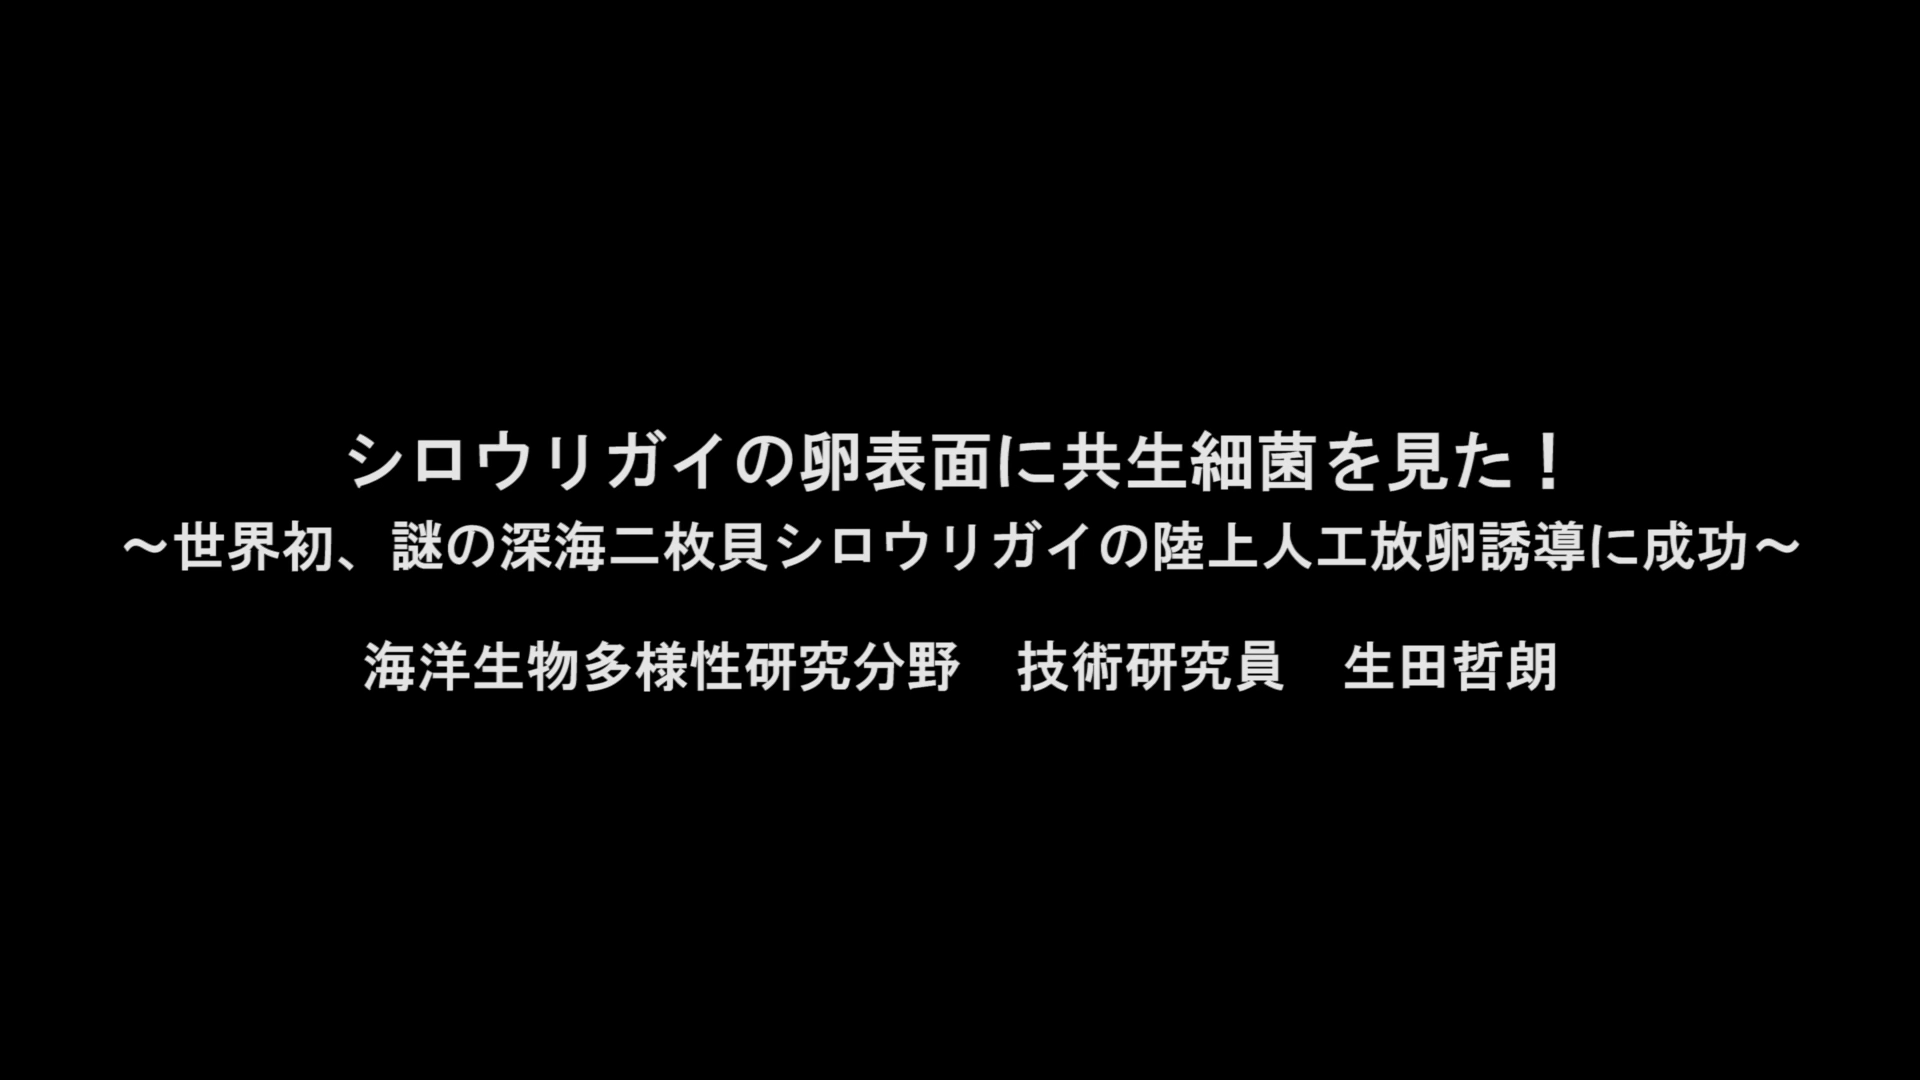 シロウリガイの卵表面に共生細菌を見た！
～世界初、謎の深海二枚貝シロウリガイの陸上人工放卵誘導に成功～
海洋生物多様性研究分野　技術研究員　生田哲朗